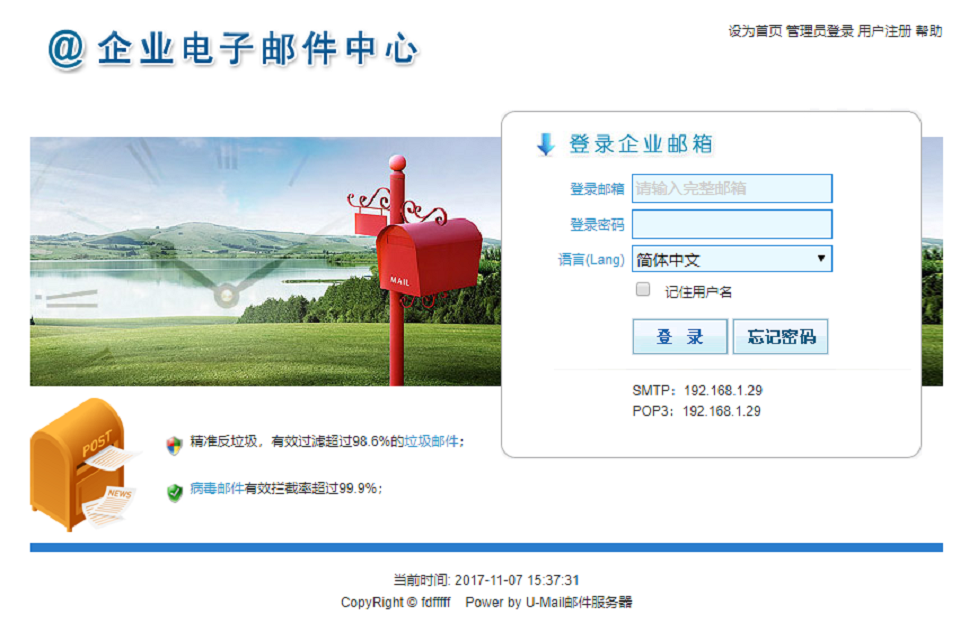 设为首页 管理员登录 用户注册 帮助
@ 企业电子邮件中心
登录企业邮箱
登录邮箱 请输入完整邮箱
登录密码
语言(Lang) 简体中文
记住用户名
登 录 忘记密码
SMTP: 192.168.1.29
POP3: 192.168.1.29
MAIL
POST
NEWS
精准反垃圾，有效过滤超过98.6%的垃圾邮件；
病毒邮件有效拦截率超过99.9%；
当前时间: 2017-11-07 15:37:31
CopyRight © fdfffff Power by U-Mail邮件服务器